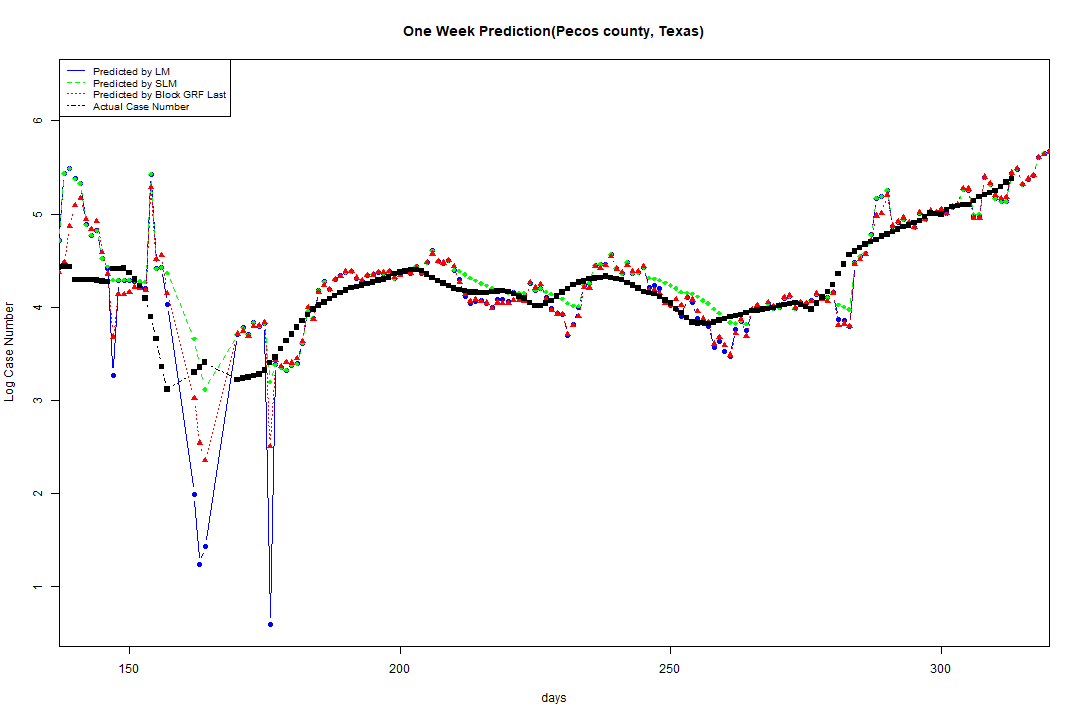 One Week Prediction(Pecos county, Texas)
Predicted by LM
Predicted by SLM
Predicted by Block GRF Last
Actual Case Number
Log Case Number
6
5
4
3
2
1
150 200 250 300
days